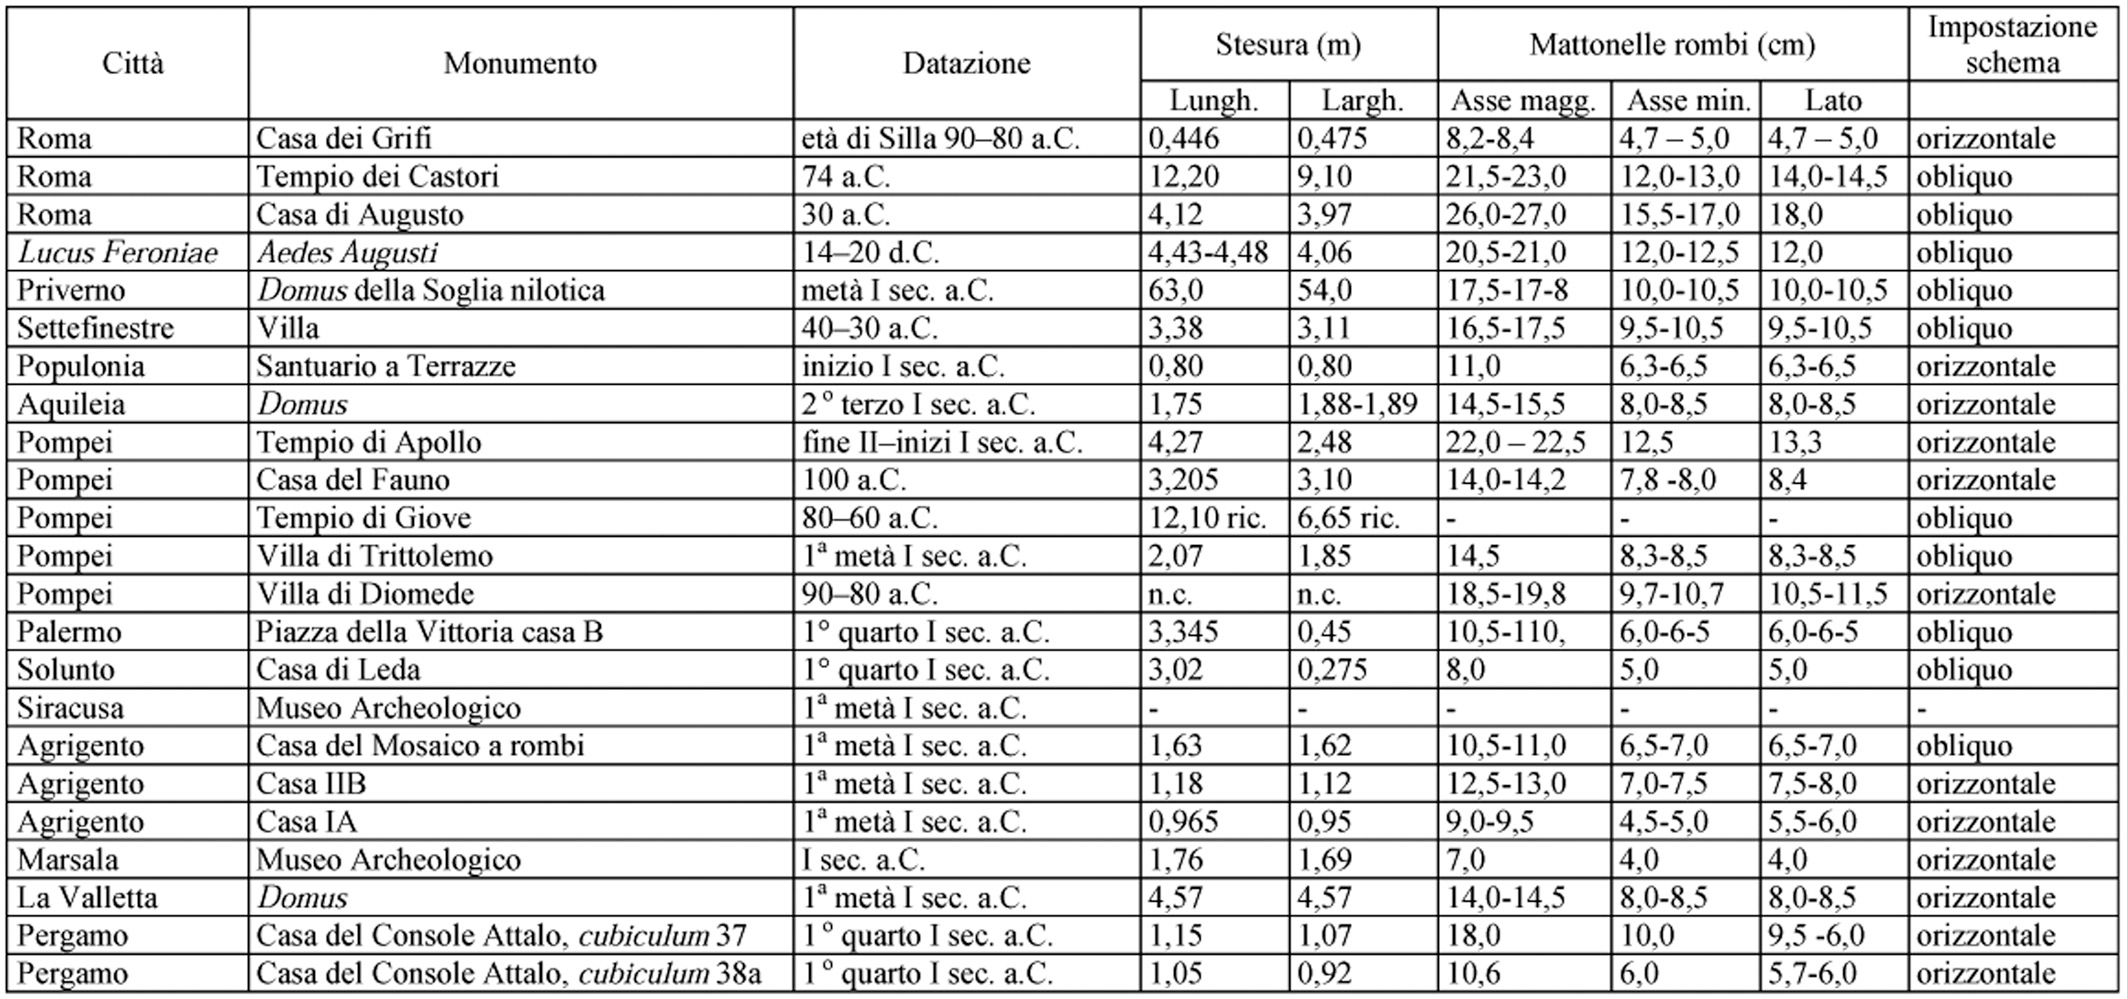 Città Monumento Datazione Stesura (m) Mattonelle rombi (cm) Impostazione schema
Lungh. Largh. Asse magg. Asse min. Lato
Roma Casa dei Grifi età di Silla 90–80 a.C. 0,446 0,475 8,2-8,4 4,7 – 5,0 4,7 – 5,0 orizzontale
Roma Tempio dei Castori 74 a.C. 12,20 9,10 21,5-23,0 12,0-13,0 14,0-14,5 obliquo
Roma Casa di Augusto 30 a.C. 4,12 3,97 26,0-27,0 15,5-17,0 18,0 obliquo
Lucus Feroniae Aedes Augusti 14–20 d.C. 4,43-4,48 4,06 20,5-21,0 12,0-12,5 12,0 obliquo
Priverno Domus della Soglia nilotica metà I sec. a.C. 63,0 54,0 17,5-17-8 10,0-10,5 10,0-10,5 obliquo
Settefinestre Villa 40–30 a.C. 3,38 3,11 16,5-17,5 9,5-10,5 9,5-10,5 obliquo
Populonia Santuario a Terrazze inizio I sec. a.C. 0,80 0,80 11,0 6,3-6,5 6,3-6,5 orizzontale
Aquileia Domus 2° terzo I sec. a.C. 1,75 1,88-1,89 14,5-15,5 8,0-8,5 8,0-8,5 orizzontale
Pompei Tempio di Apollo fine II–inizi I sec. a.C. 4,27 2,48 22,0 – 22,5 12,5 13,3 orizzontale
Pompei Casa del Fauno 100 a.C. 3,205 3,10 14,0-14,2 7,8 -8,0 8,4 orizzontale
Pompei Tempio di Giove 80–60 a.C. 12,10 ric. 6,65 ric. - - - obliquo
Pompei Villa di Trittolemo 1ª metà I sec. a.C. 2,07 1,85 14,5 8,3-8,5 8,3-8,5 obliquo
Pompei Villa di Diomede 90–80 a.C. n.c. n.c. 18,5-19,8 9,7-10,7 10,5-11,5 orizzontale
Palermo Piazza della Vittoria casa B 1° quarto I sec. a.C. 3,345 0,45 10,5-110, 6,0-6-5 6,0-6-5 obliquo
Solunto Casa di Leda 1° quarto I sec. a.C. 3,02 0,275 8,0 5,0 5,0 obliquo
Siracusa Museo Archeologico 1ª metà I sec. a.C. - - - - - -
Agrigento Casa del Mosaico a rombi 1ª metà I sec. a.C. 1,63 1,62 10,5-11,0 6,5-7,0 6,5-7,0 obliquo
Agrigento Casa IIB 1ª metà I sec. a.C. 1,18 1,12 12,5-13,0 7,0-7,5 7,5-8,0 orizzontale
Agrigento Casa IA 1ª metà I sec. a.C. 0,965 0,95 9,0-9,5 4,5-5,0 5,5-6,0 orizzontale
Marsala Museo Archeologico I sec. a.C. 1,76 1,69 7,0 4,0 4,0 orizzontale
La Valletta Domus 1ª metà I sec. a.C. 4,57 4,57 14,0-14,5 8,0-8,5 8,0-8,5 orizzontale
Pergamo Casa del Console Attalo, cubiculum 37 1° quarto I sec. a.C. 1,15 1,07 18,0 10,0 9,5 -6,0 orizzontale
Pergamo Casa del Console Attalo, cubiculum 38a 1° quarto I sec. a.C. 1,05 0,92 10,6 6,0 5,7-6,0 orizzontale